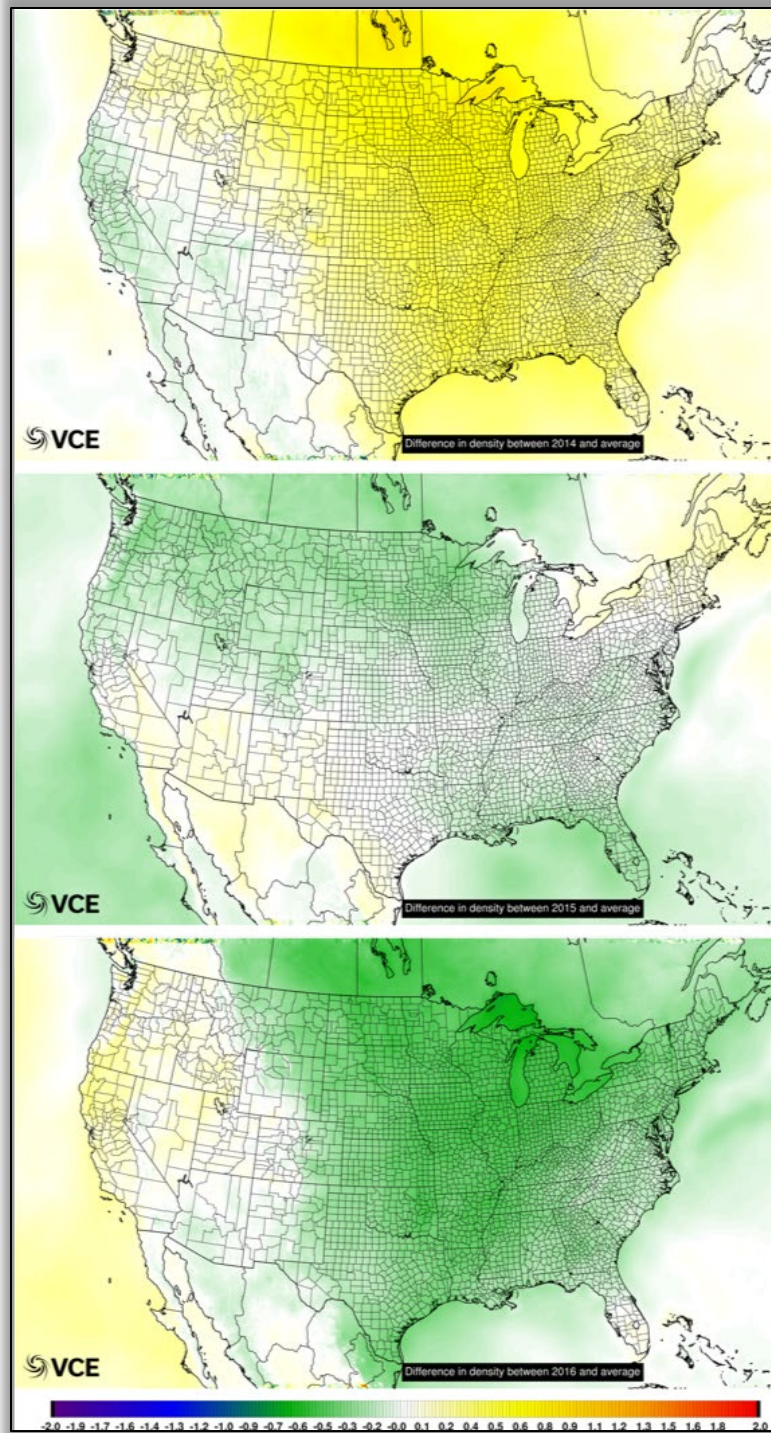 VCE
Difference in density between 2014 and average
VCE
Difference in density between 2015 and average
VCE
Difference in density between 2016 and average
-2.0 -1.9 -1.7 -1.6 -1.4 -1.3 -1.2 -1.0 -0.9 -0.7 -0.6 -0.5 -0.3 -0.2 -0.0 0.1 0.2 0.4 0.5 0.6 0.8 0.9 1.1 1.2 1.3 1.5 1.6 1.8 2.0